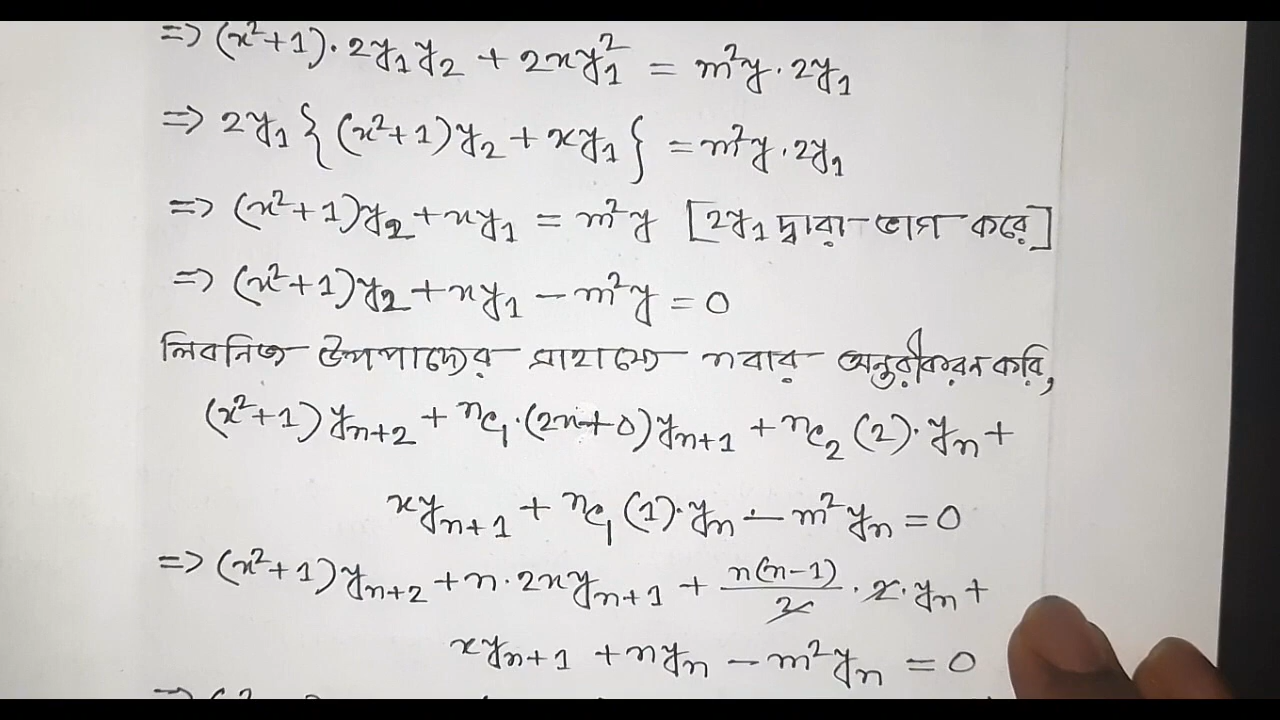 => (x²+1)·2y₁y₂ + 2xy₁² = m²y·2y₁
=> 2y₁{(x²+1)y₂ + xy₁} = m²y·2y₁
=> (x²+1)y₂ + xy₁ = m²y [2y₁ দ্বারা ভাগ করে]
=> (x²+1)y₂ + xy₁ – m²y = 0
লিবনিজ উপপাদ্যের সাহায্যে n বার অন্তরীকরন করি,
(x²+1)yₙ₊₂ + ⁿC₁·(2x+0)yₙ₊₁ + ⁿC₂(2)·yₙ +
xyₙ₊₁ + ⁿC₁(1)·yₙ – m²yₙ = 0
=> (x²+1)yₙ₊₂ + n·2xyₙ₊₁ + n(n-1)/2 · 2·yₙ +
xyₙ₊₁ + nyₙ – m²yₙ = 0